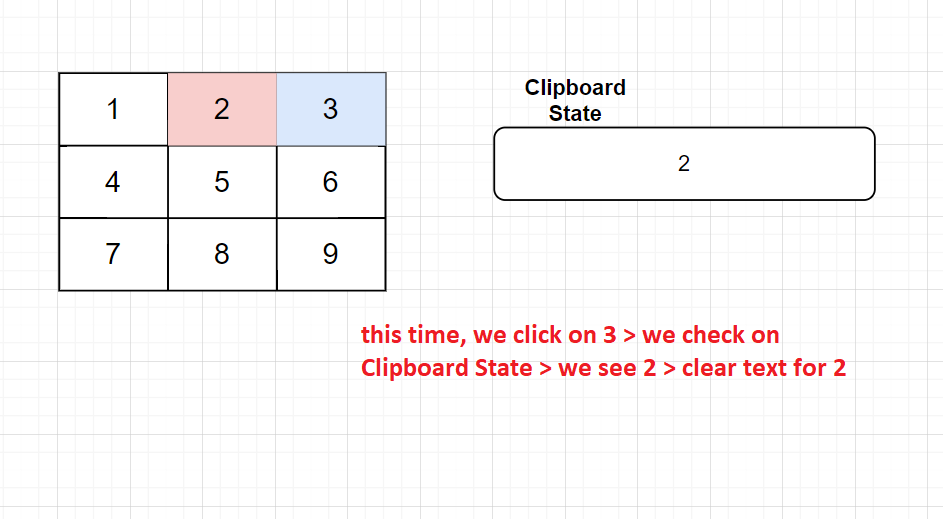 1 2 3
4 5 6
7 8 9
Clipboard
State
2
this time, we click on 3 > we check on
Clipboard State > we see 2 > clear text for 2